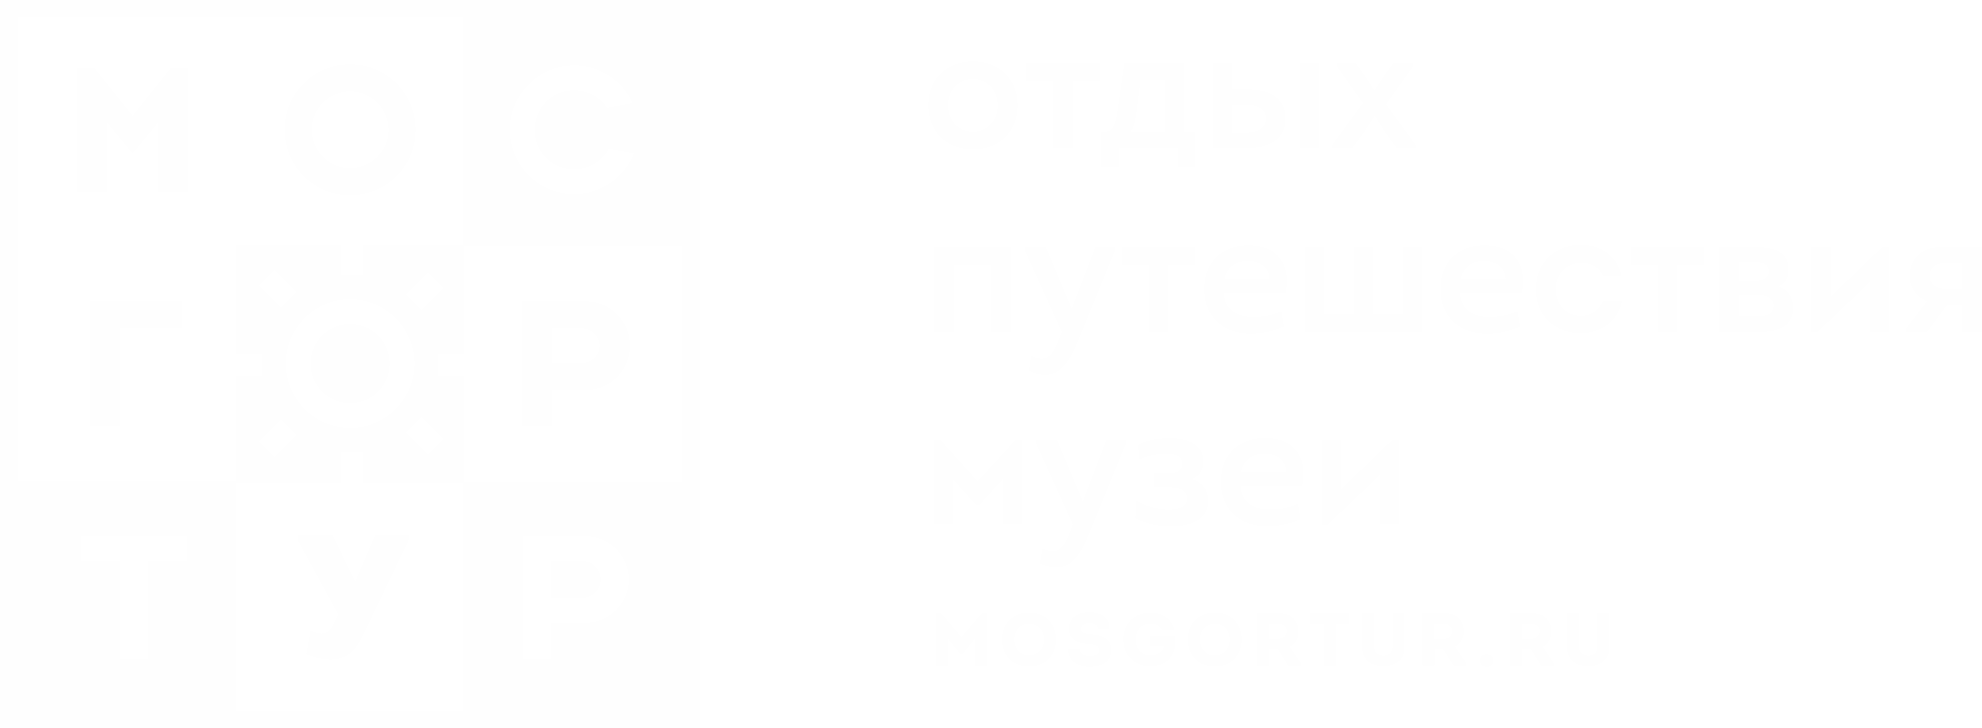 МОС
ГОР
ТУР
отдых
путешествия
музеи
MOSGORTUR.RU